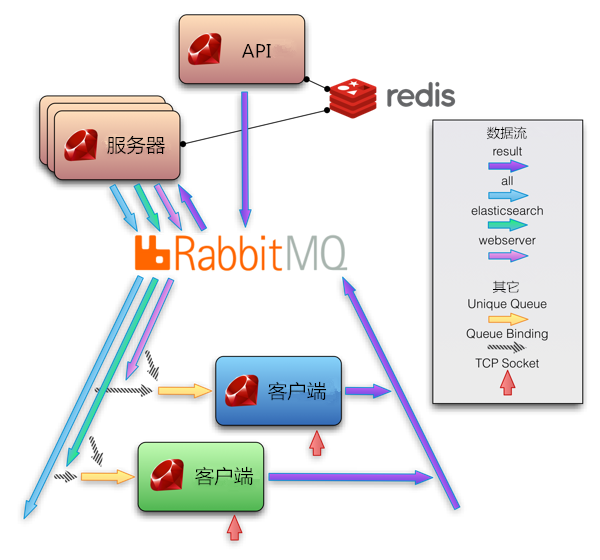 API
redis
服务器
RabbitMQ
客户端
客户端
数据流
result
all
elasticsearch
webserver
其它
Unique Queue
Queue Binding
TCP Socket